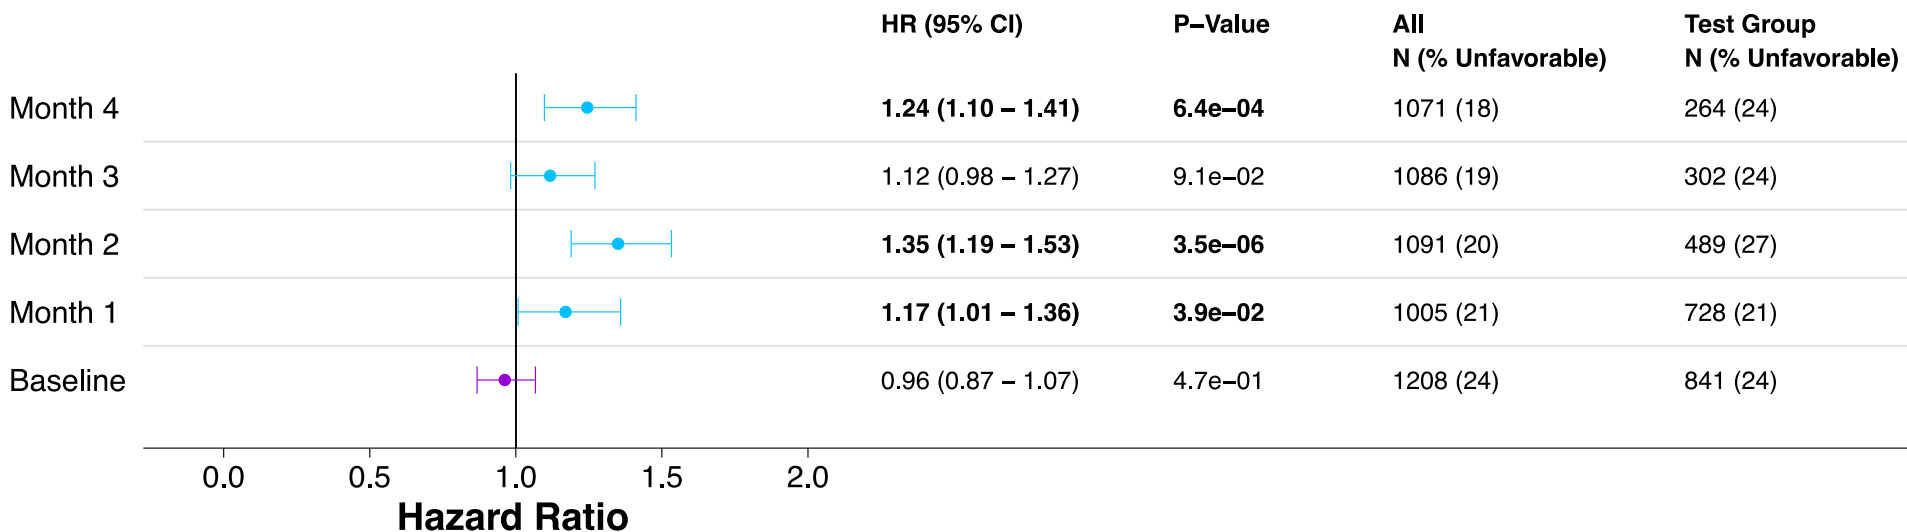 HR (95% CI) P–Value All Test Group
N (% Unfavorable) N (% Unfavorable)
Month 4 1.24 (1.10 – 1.41) 6.4e–04 1071 (18) 264 (24)
Month 3 1.12 (0.98 – 1.27) 9.1e–02 1086 (19) 302 (24)
Month 2 1.35 (1.19 – 1.53) 3.5e–06 1091 (20) 489 (27)
Month 1 1.17 (1.01 – 1.36) 3.9e–02 1005 (21) 728 (21)
Baseline 0.96 (0.87 – 1.07) 4.7e–01 1208 (24) 841 (24)
0.0 0.5 1.0 1.5 2.0
Hazard Ratio